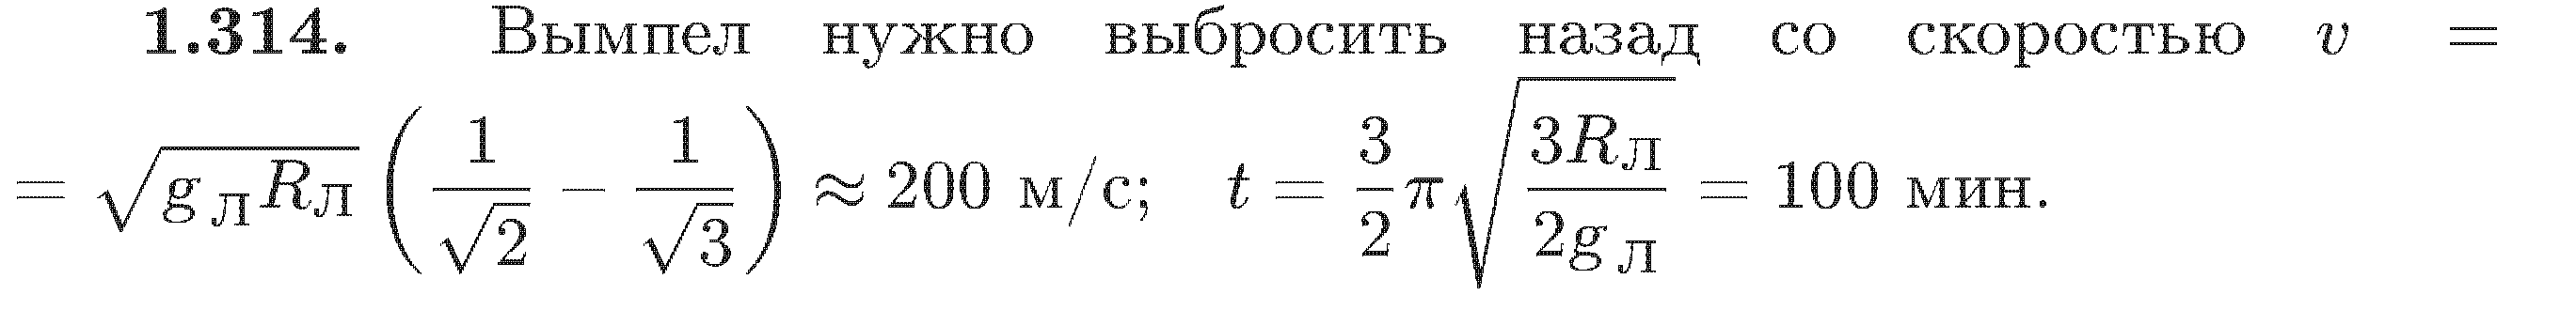 1.314. Вымпел нужно выбросить назад со скоростью v =
= √(g_Л R_Л) (1/√2 − 1/√3) ≈ 200 м/с; t = 3/2 π √(3R_Л/2g_Л) = 100 мин.